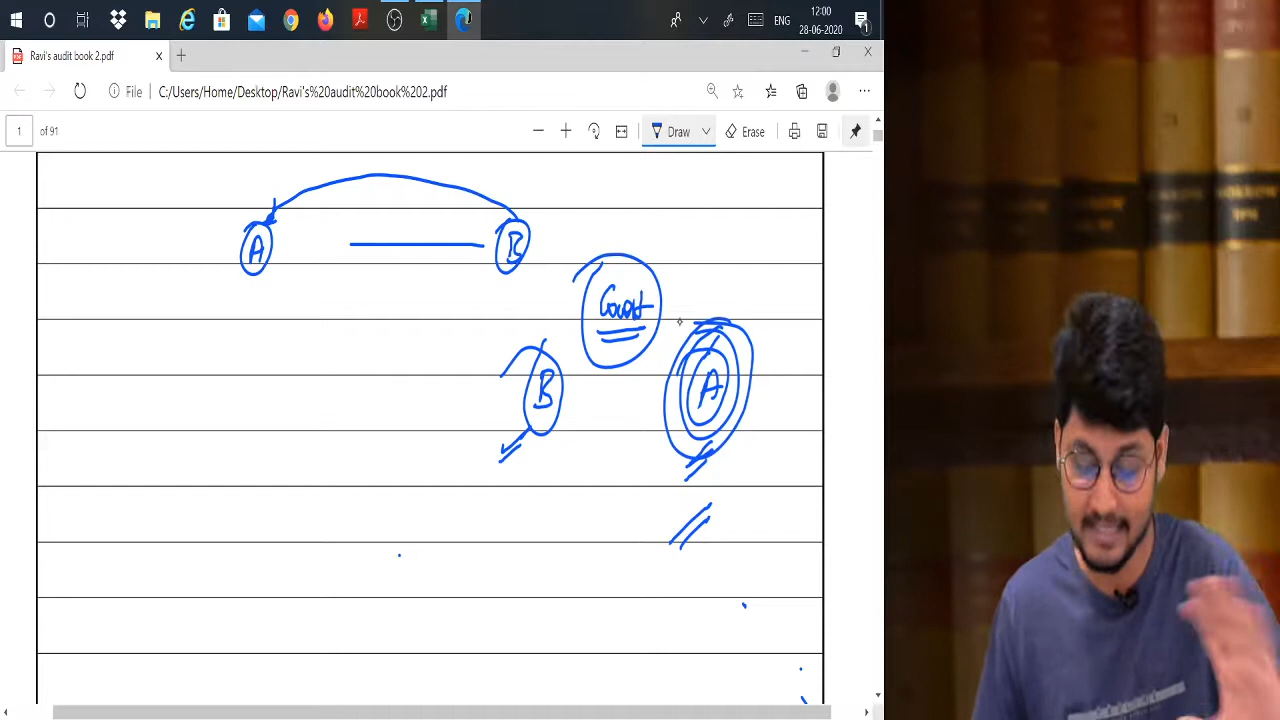 12:00
ENG
28-06-2020
1
Ravi's audit book 2.pdf
File
C:/Users/Home/Desktop/Ravi's%20audit%20book%202.pdf
1 of 91
Draw
Erase
A B
Court
B A